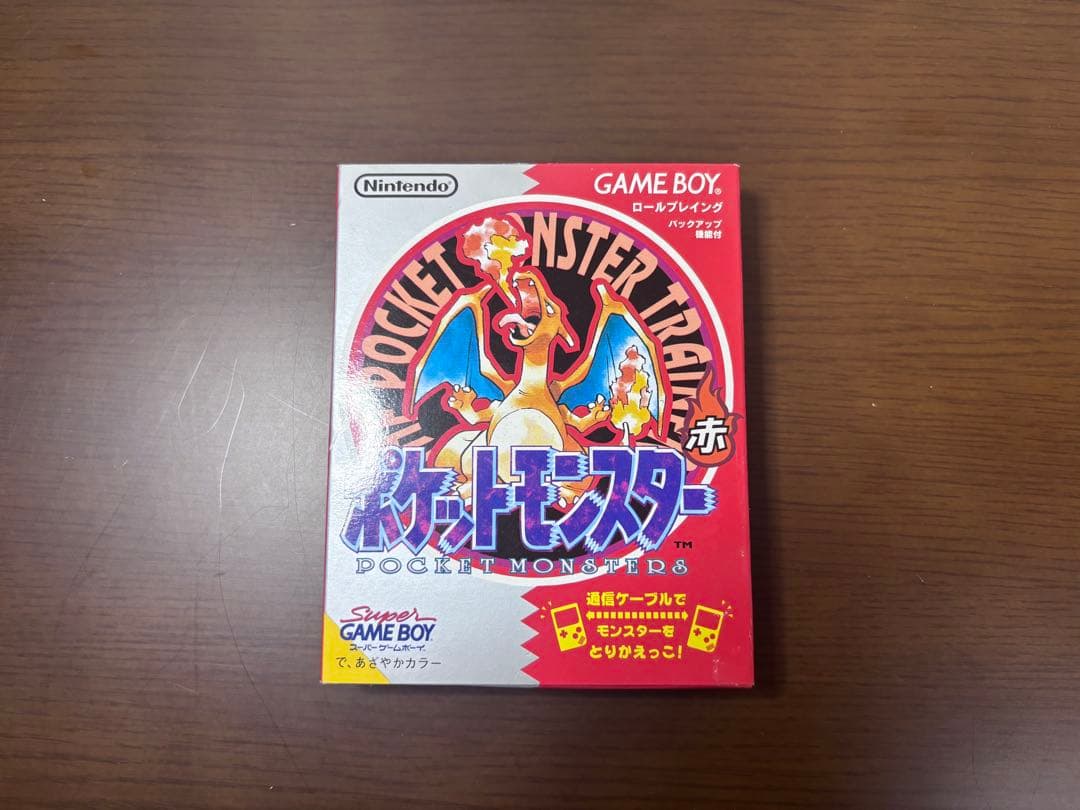 Nintendo®
GAME BOY®
ロールプレイング
バックアップ
機能付
POCKET MONSTER TRAINE
赤
ポケットモンスター
TM
POCKET MONSTERS
Super
GAME BOY
スーパーゲームボーイ
で、あざやかカラー
通信ケーブルで
モンスターを
とりかえっこ!